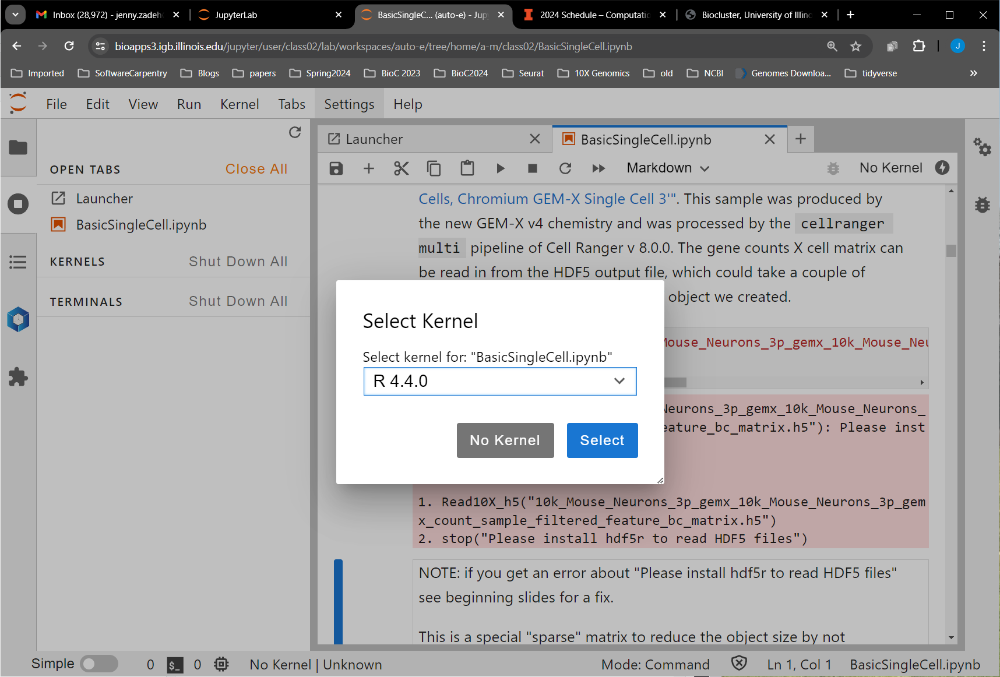 Inbox (28,972) - jenny.zadeh
JupyterLab
BasicSingleC... (auto-e) - Jup
2024 Schedule – Computatio
Biocluster, University of Illino
bioapps3.igb.illinois.edu/jupyter/user/class02/lab/workspaces/auto-e/tree/home/a-m/class02/BasicSingleCell.ipynb
J
Imported
SoftwareCarpentry
Blogs
papers
Spring2024
BioC 2023
BioC2024
Seurat
10X Genomics
old
NCBI
Genomes Downloa...
tidyverse
File
Edit
View
Run
Kernel
Tabs
Settings
Help
OPEN TABS
Close All
Launcher
BasicSingleCell.ipynb
KERNELS
Shut Down All
TERMINALS
Shut Down All
Launcher
BasicSingleCell.ipynb
Markdown
No Kernel
Cells, Chromium GEM-X Single Cell 3'". This sample was produced by
the new GEM-X v4 chemistry and was processed by the cellranger
multi pipeline of Cell Ranger v 8.0.0. The gene counts X cell matrix can
be read in from the HDF5 output file, which could take a couple of
object we created.
Mouse_Neurons_3p_gemx_10k_Mouse_Neu
Neurons_3p_gemx_10k_Mouse_Neurons_
eature_bc_matrix.h5"): Please inst
Select Kernel
Select kernel for: "BasicSingleCell.ipynb"
R 4.4.0
No Kernel
Select
1. Read10X_h5("10k_Mouse_Neurons_3p_gemx_10k_Mouse_Neurons_3p_gem
x_count_sample_filtered_feature_bc_matrix.h5")
2. stop("Please install hdf5r to read HDF5 files")
NOTE: if you get an error about "Please install hdf5r to read HDF5 files"
see beginning slides for a fix.
This is a special "sparse" matrix to reduce the object size by not
Simple
0
$_
0
No Kernel | Unknown
Mode: Command
Ln 1, Col 1
BasicSingleCell.ipynb